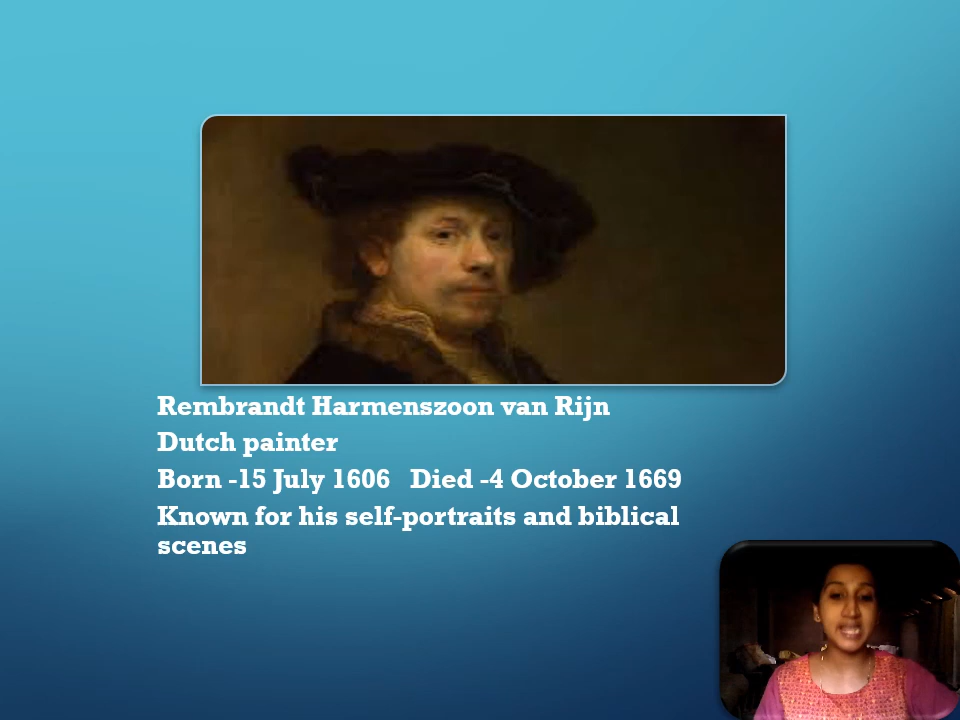 Rembrandt Harmenszoon van Rijn
Dutch painter
Born -15 July 1606   Died -4 October 1669
Known for his self-portraits and biblical
scenes